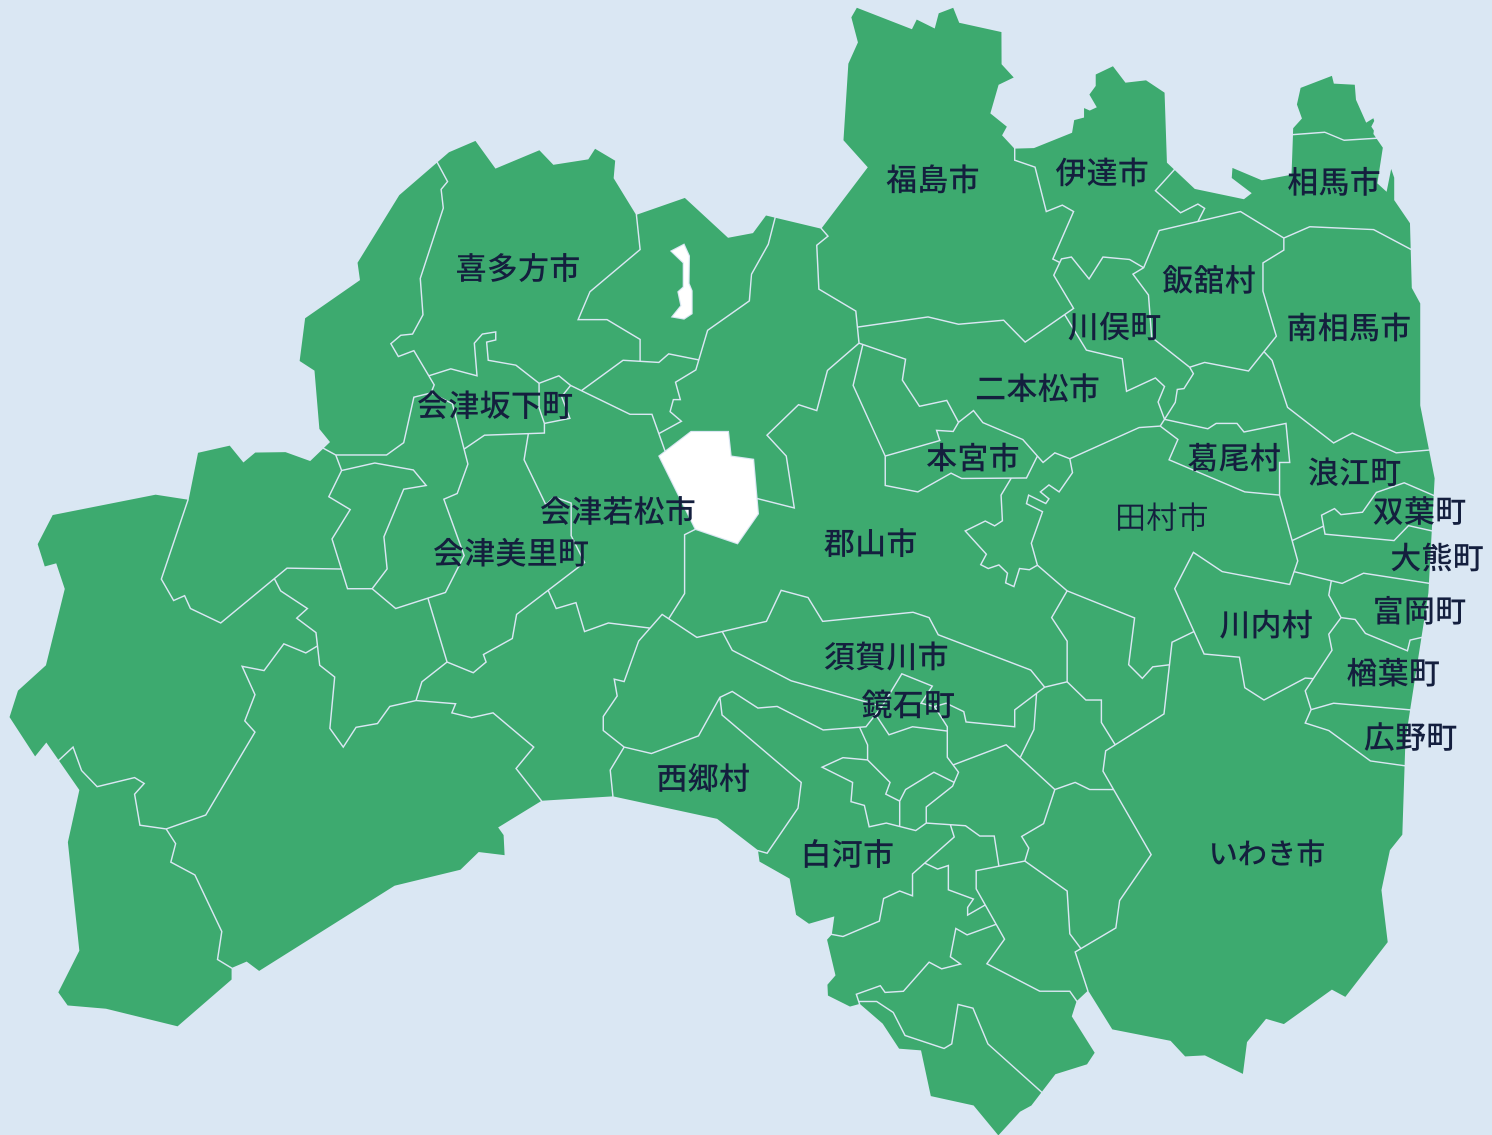 福島市
伊達市
相馬市
喜多方市
飯舘村
川俣町
南相馬市
二本松市
会津坂下町
本宮市
葛尾村
浪江町
会津若松市
双葉町
田村市
郡山市
会津美里町
大熊町
富岡町
川内村
須賀川市
楢葉町
鏡石町
広野町
西郷村
白河市
いわき市